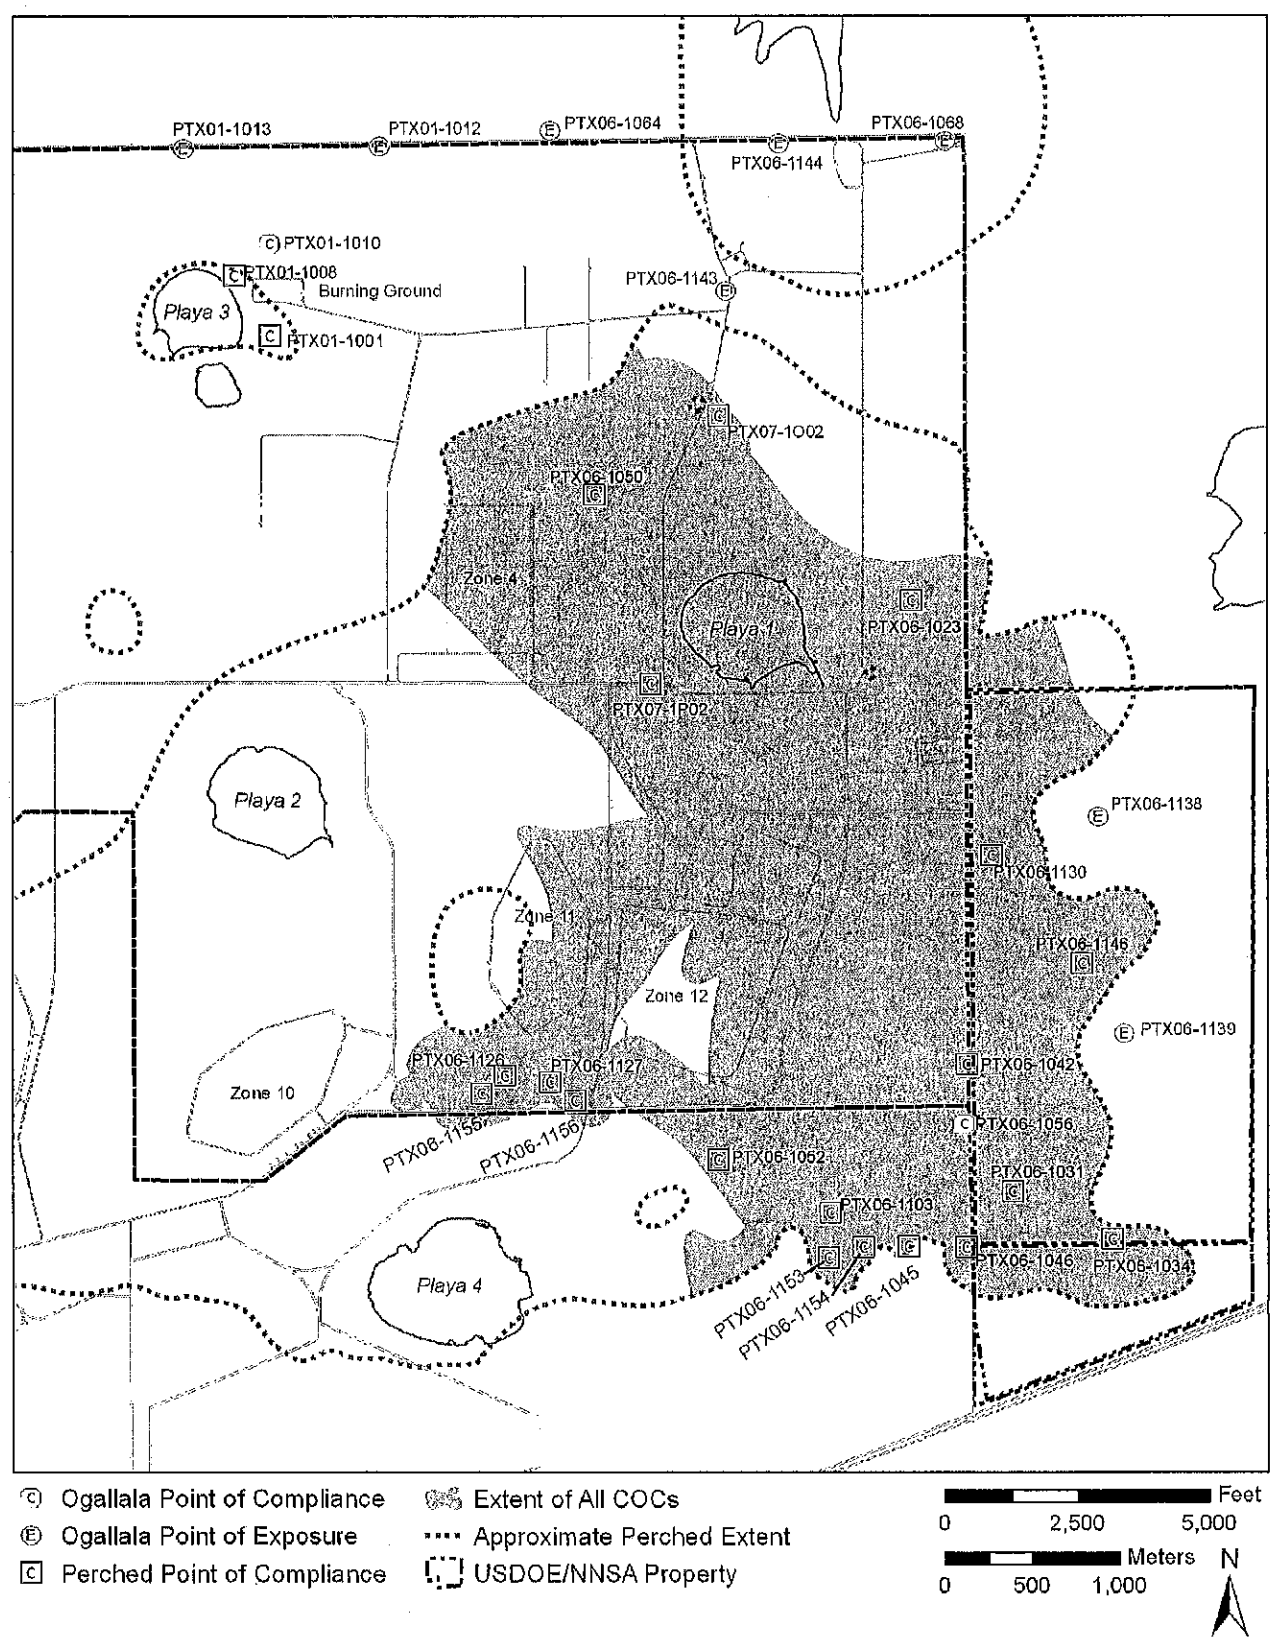 PTX01-1013
PTX01-1012
PTX06-1064
PTX06-1068
PTX06-1144
PTX01-1010
PTX01-1008
Burning Ground
PTX06-1143
Playa 3
PTX01-1001
PTX07-1O02
PTX06-1050
Zone 4
Playa 1
PTX06-1023
PTX07-1P02
Playa 2
PTX06-1138
PTX06-1130
Zone 11
PTX06-1146
Zone 12
PTX06-1139
PTX06-1126
PTX06-1127
PTX06-1042
Zone 10
PTX06-1056
PTX06-1155
PTX06-1156
PTX06-1052
PTX06-1031
PTX06-1103
PTX06-1046
PTX06-1034
Playa 4
PTX06-1153
PTX06-1154
PTX06-1045
C Ogallala Point of Compliance
E Ogallala Point of Exposure
C Perched Point of Compliance
Extent of All COCs
Approximate Perched Extent
USDOE/NNSA Property
Feet
0 2,500 5,000
Meters
0 500 1,000
N